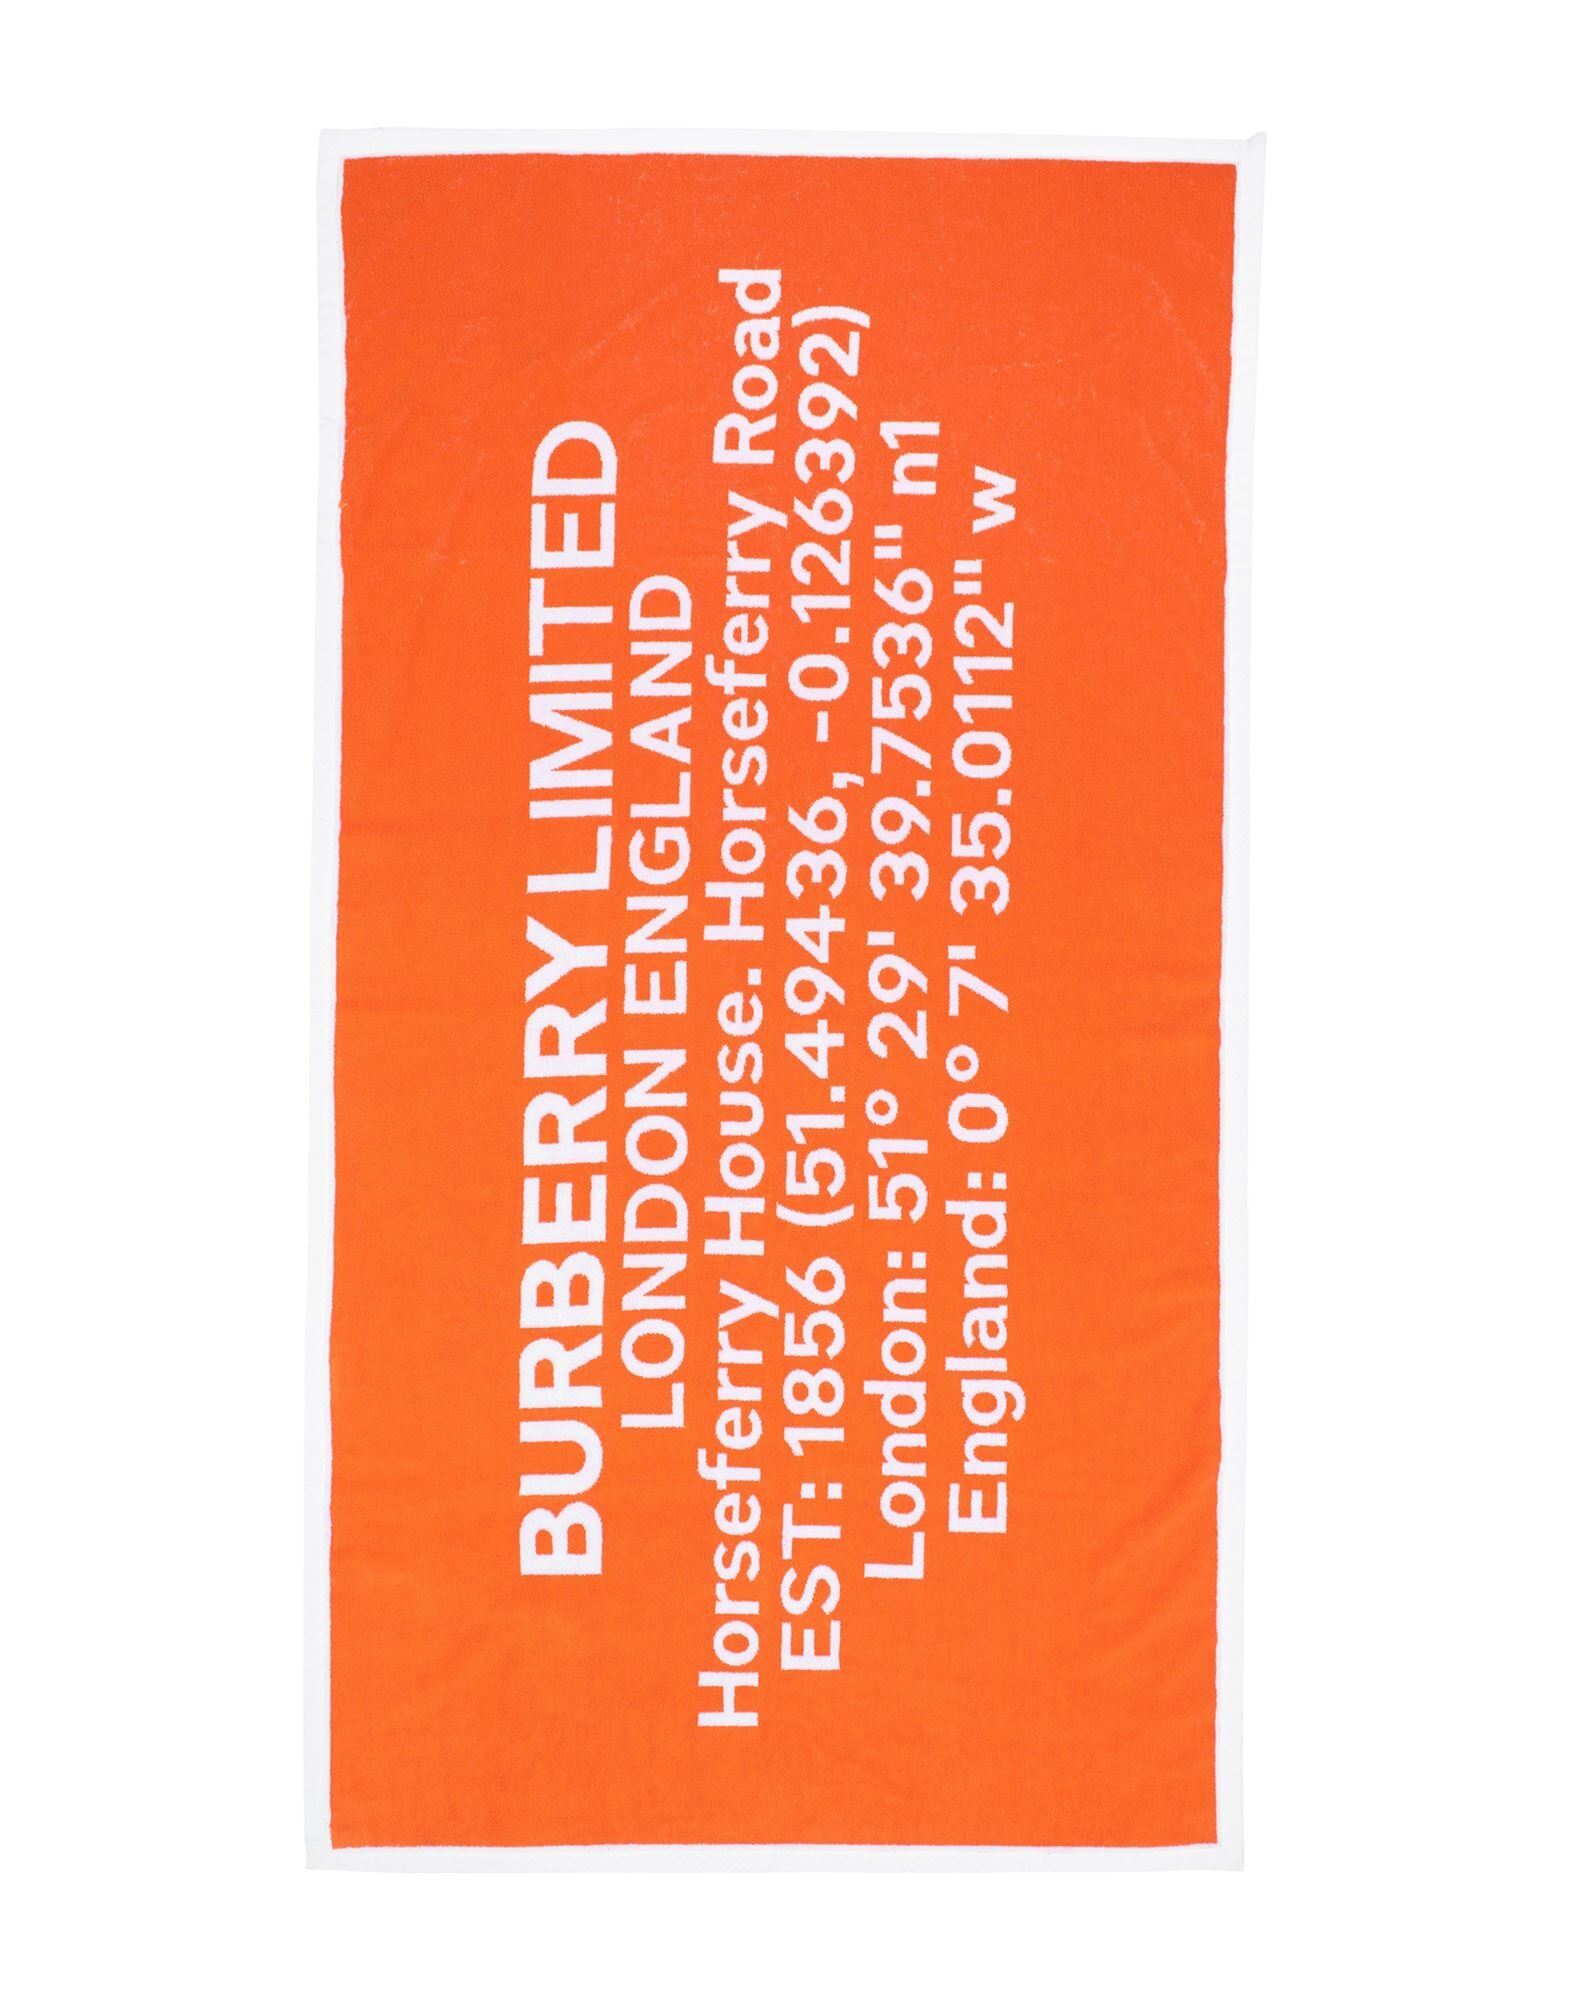 BURBERRY LIMITED
LONDON ENGLAND
Horseferry House. Horseferry Road
EST: 1856 (51.49436, -0.126392)
London: 51° 29' 39.7536" n1
England: 0° 7' 35.0112" w